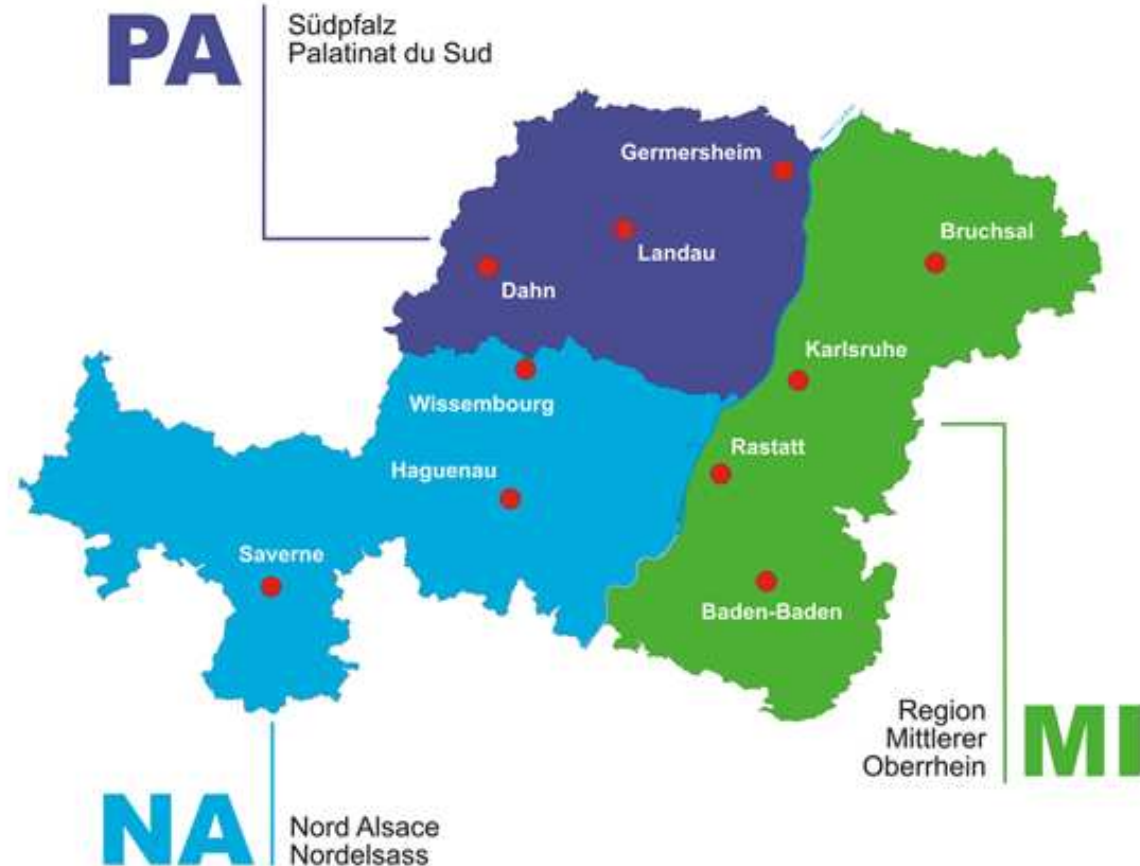 PA
Südpfalz
Palatinat du Sud
Germersheim
Bruchsal
Landau
Dahn
Karlsruhe
Wissembourg
Rastatt
Haguenau
Saverne
Baden-Baden
Region
Mittlerer
Oberrhein
MI
NA
Nord Alsace
Nordelsass